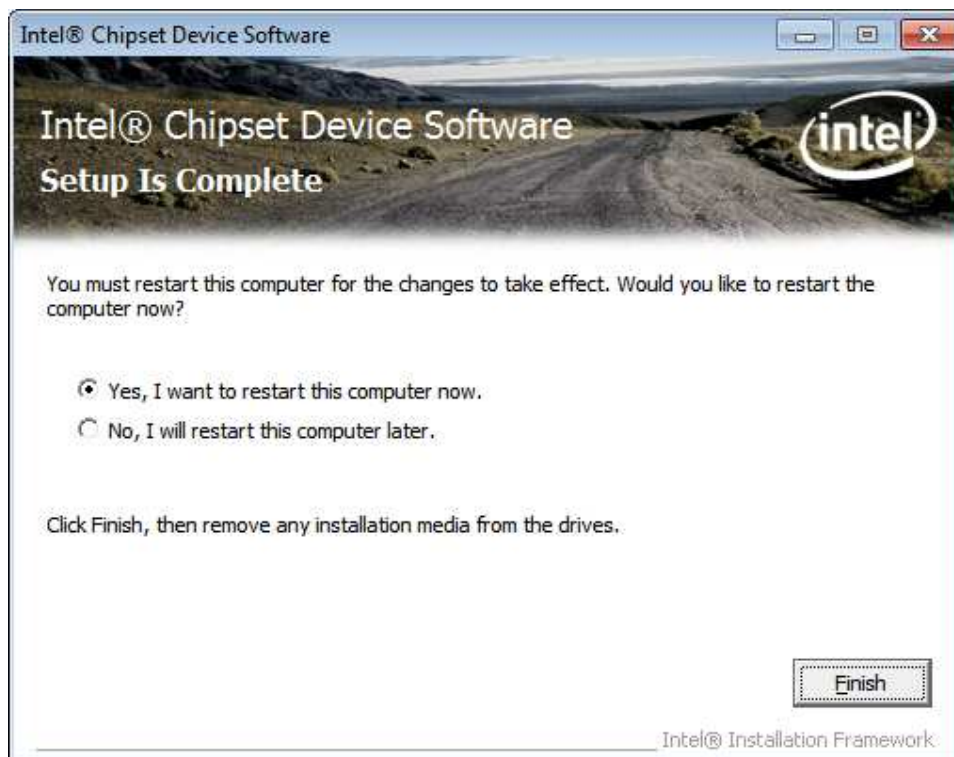 Intel® Chipset Device Software
Intel® Chipset Device Software
intel
Setup Is Complete
You must restart this computer for the changes to take effect. Would you like to restart the
computer now?
Yes, I want to restart this computer now.
No, I will restart this computer later.
Click Finish, then remove any installation media from the drives.
Finish
Intel® Installation Framework